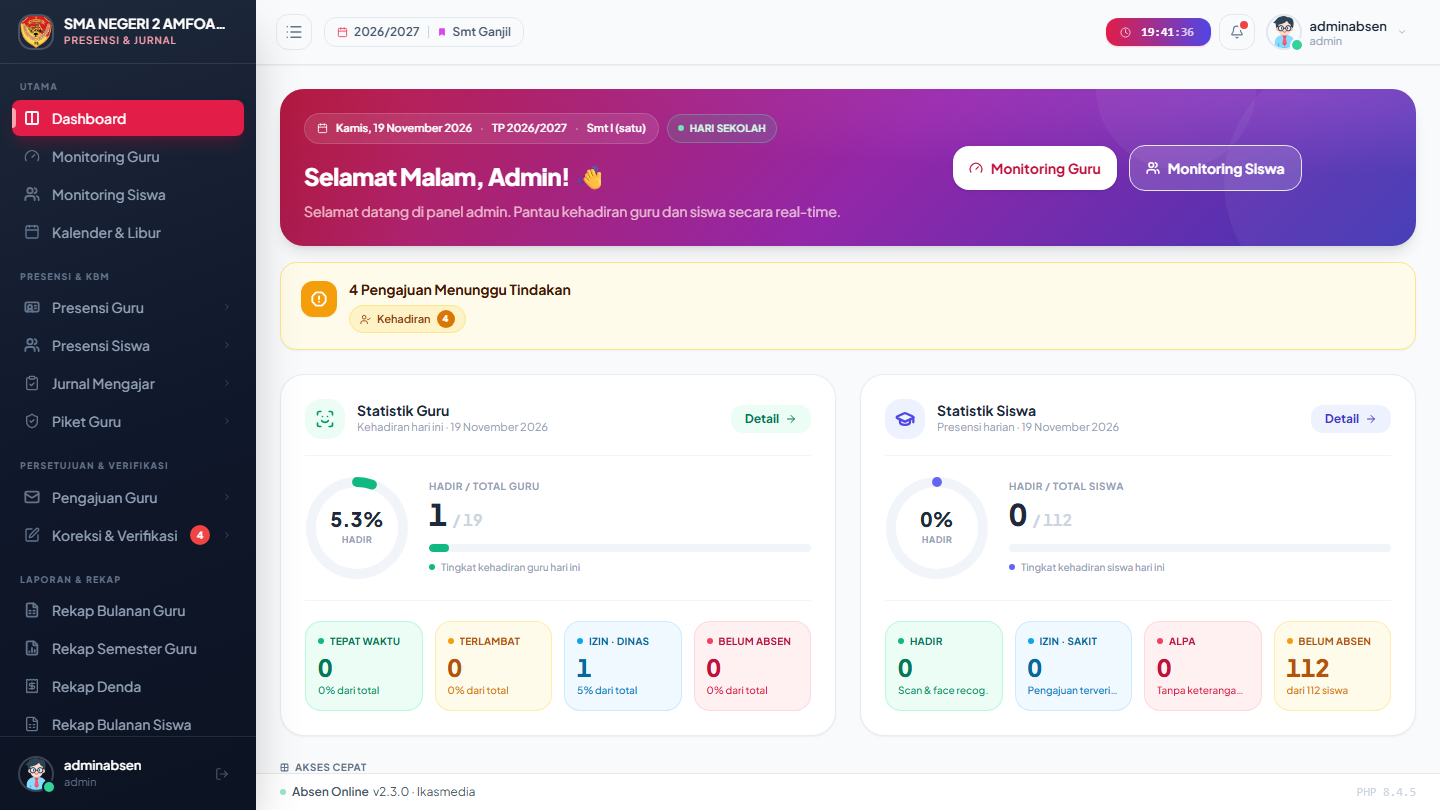 SMA NEGERI 2 AMFOA...
PRESENSI & JURNAL
UTAMA
Dashboard
Monitoring Guru
Monitoring Siswa
Kalender & Libur
PRESENSI & KBM
Presensi Guru
Presensi Siswa
Jurnal Mengajar
Piket Guru
PERSETUJUAN & VERIFIKASI
Pengajuan Guru
Koreksi & Verifikasi 4
LAPORAN & REKAP
Rekap Bulanan Guru
Rekap Semester Guru
Rekap Denda
Rekap Bulanan Siswa
adminabsen
admin
2026/2027 Smt Ganjil
19:41:36
adminabsen
admin
Kamis, 19 November 2026 · TP 2026/2027 · Smt I (satu) HARI SEKOLAH
Selamat Malam, Admin! 👋
Selamat datang di panel admin. Pantau kehadiran guru dan siswa secara real-time.
Monitoring Guru Monitoring Siswa
4 Pengajuan Menunggu Tindakan
Kehadiran 4
Statistik Guru
Kehadiran hari ini · 19 November 2026
Detail
5.3%
HADIR
HADIR / TOTAL GURU
1 / 19
Tingkat kehadiran guru hari ini
TEPAT WAKTU
0
0% dari total
TERLAMBAT
0
0% dari total
IZIN · DINAS
1
5% dari total
BELUM ABSEN
0
0% dari total
Statistik Siswa
Presensi harian · 19 November 2026
Detail
0%
HADIR
HADIR / TOTAL SISWA
0 / 112
Tingkat kehadiran siswa hari ini
HADIR
0
Scan & face recog.
IZIN · SAKIT
0
Pengajuan terveri...
ALPA
0
Tanpa keteranga...
BELUM ABSEN
112
dari 112 siswa
AKSES CEPAT
Absen Online v2.3.0 · Ikasmedia
PHP 8.4.5